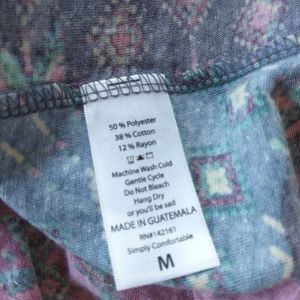 50 % Polyester
38 % Cotton
12 % Rayon
Machine Wash Cold
Gentle Cycle
Do Not Bleach
Hang Dry
or you'll be sad
MADE IN GUATEMALA
RN#142161
Simply Comfortable
M